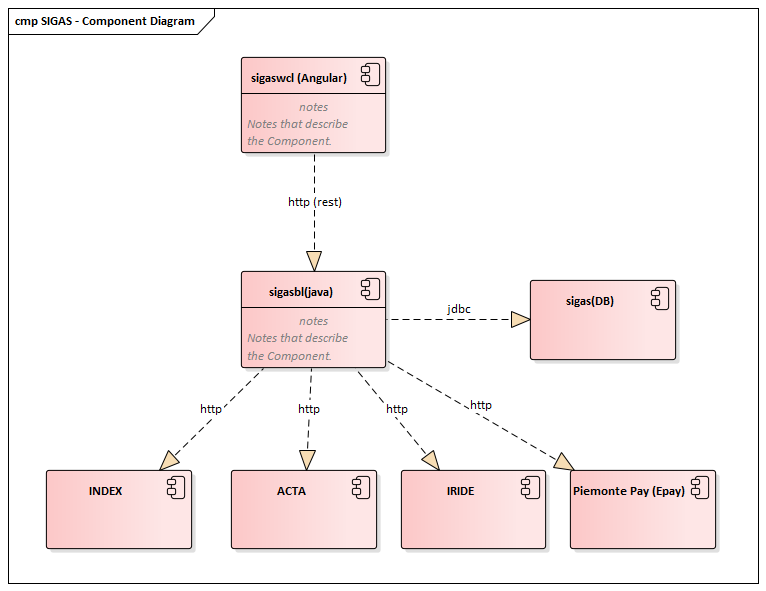 cmp SIGAS - Component Diagram
sigaswcl (Angular)
notes
Notes that describe
the Component.
http (rest)
sigasbl(java)
notes
Notes that describe
the Component.
jdbc
sigas(DB)
http
http
http
http
INDEX
ACTA
IRIDE
Piemonte Pay (Epay)